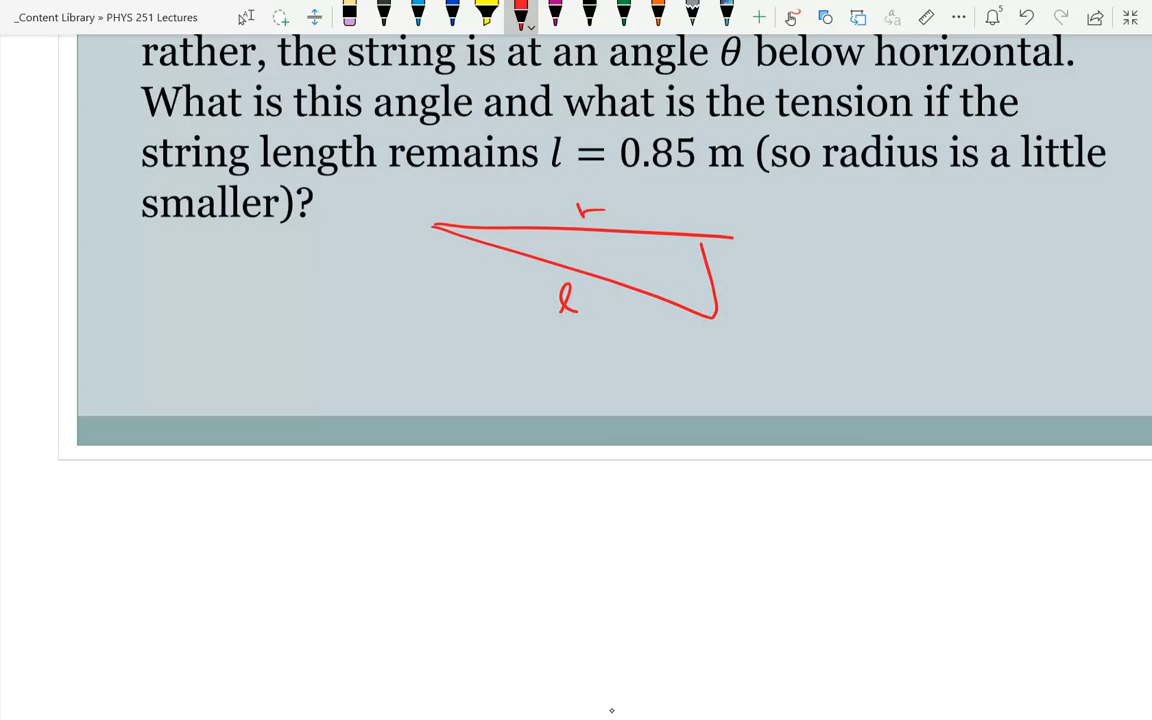 _Content Library » PHYS 251 Lectures
5
rather, the string is at an angle θ below horizontal.
What is this angle and what is the tension if the
string length remains l = 0.85 m (so radius is a little
smaller)?
r
l